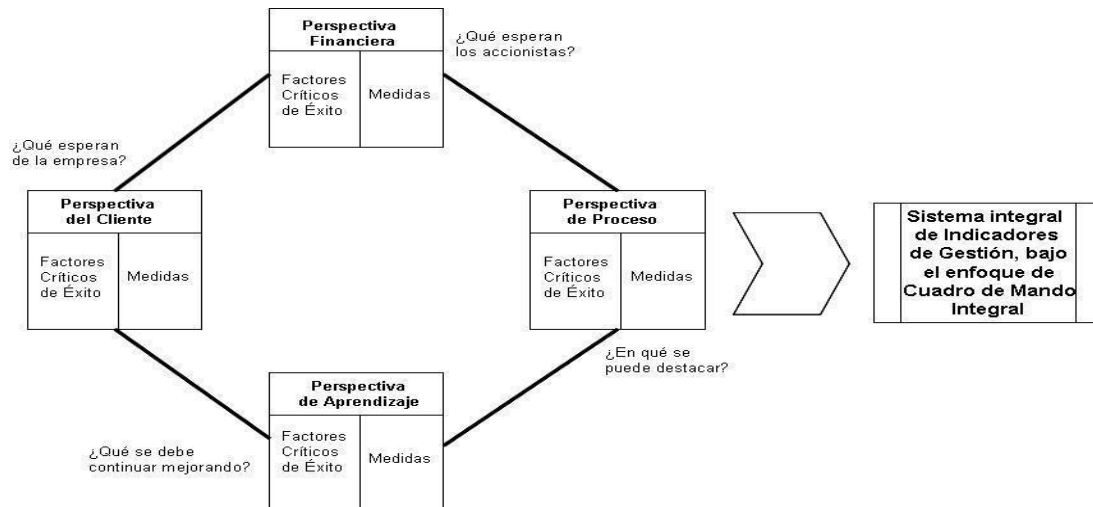 Perspectiva
Financiera
Factores
Críticos
de Éxito
Medidas
¿Qué esperan
los accionistas?
¿Qué esperan
de la empresa?
Perspectiva
del Cliente
Factores
Críticos
de Éxito
Medidas
Perspectiva
de Proceso
Factores
Críticos
de Éxito
Medidas
Sistema integral
de Indicadores
de Gestión, bajo
el enfoque de
Cuadro de Mando
Integral
¿En qué se
puede destacar?
Perspectiva
de Aprendizaje
Factores
Críticos
de Éxito
Medidas
¿Qué se debe
continuar mejorando?